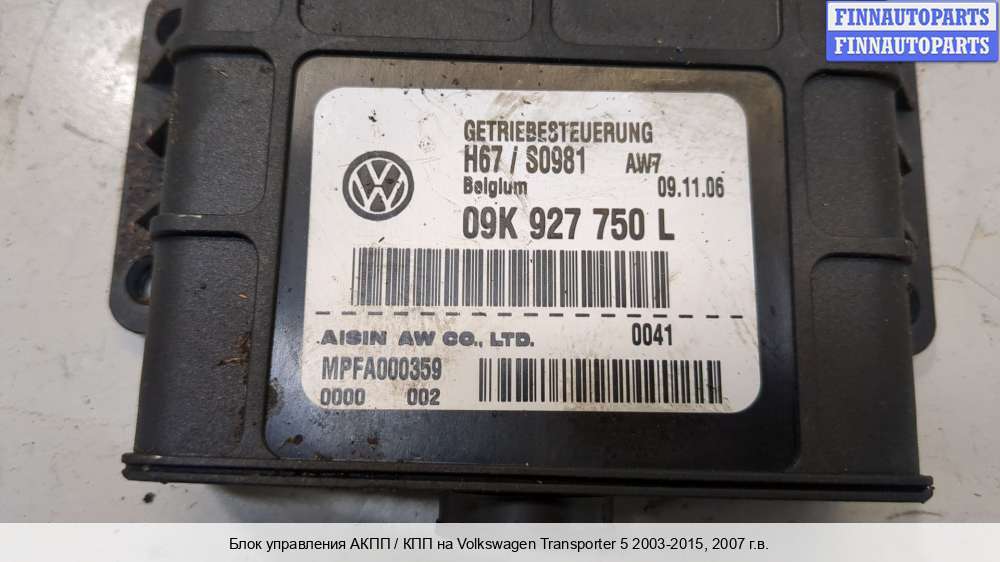 FINNAUTOPARTS
FINNAUTOPARTS
GETRIEBESTEUERUNG
H67 / S0981 AW7
Belgium 09.11.06
09K 927 750 L
AISIN AW CO., LTD. 0041
MPFA000359
0000 002
Блок управления АКПП / КПП на Volkswagen Transporter 5 2003-2015, 2007 г.в.